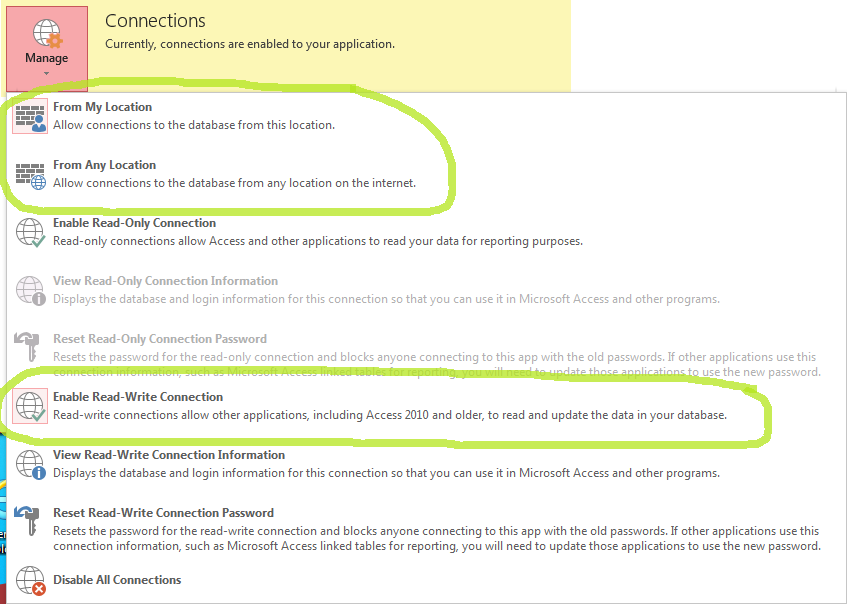 Manage
Connections
Currently, connections are enabled to your application.
From My Location
Allow connections to the database from this location.
From Any Location
Allow connections to the database from any location on the internet.
Enable Read-Only Connection
Read-only connections allow Access and other applications to read your data for reporting purposes.
View Read-Only Connection Information
Displays the database and login information for this connection so that you can use it in Microsoft Access and other programs.
Reset Read-Only Connection Password
Resets the password for the read-only connection and blocks anyone connecting to this app with the old passwords. If other applications use this
connection information, such as Microsoft Access linked tables for reporting, you will need to update those applications to use the new password.
Enable Read-Write Connection
Read-write connections allow other applications, including Access 2010 and older, to read and update the data in your database.
View Read-Write Connection Information
Displays the database and login information for this connection so that you can use it in Microsoft Access and other programs.
Reset Read-Write Connection Password
Resets the password for the read-write connection and blocks anyone connecting to this app with the old passwords. If other applications use this
connection information, such as Microsoft Access linked tables for reporting, you will need to update those applications to use the new password.
Disable All Connections